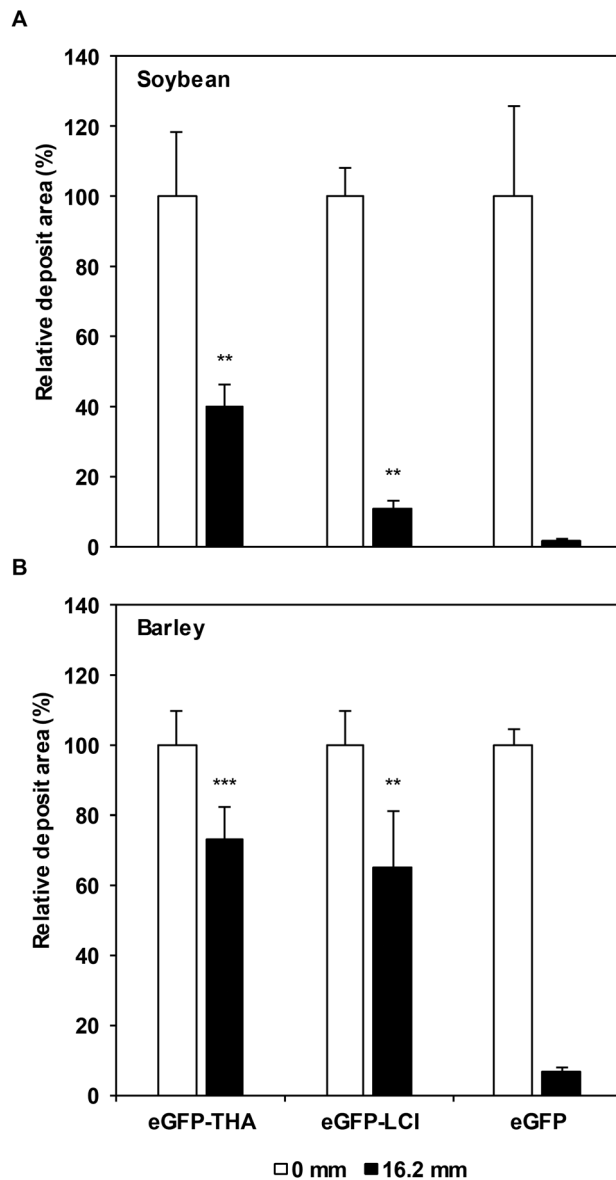 A
140
Soybean
120
100
80
60
40
20
0
Relative deposit area (%)
**
**
B
140
Barley
120
100
80
60
40
20
0
Relative deposit area (%)
***
**
eGFP-THA eGFP-LCI eGFP
0 mm 16.2 mm